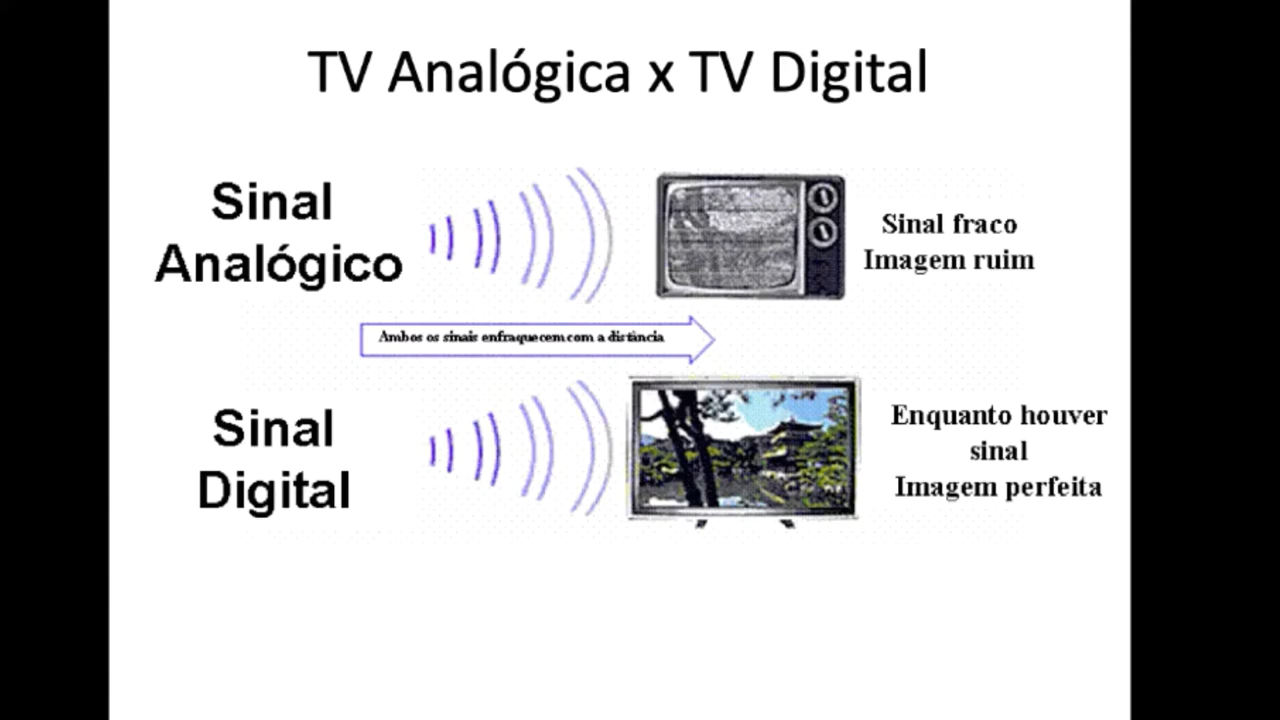 TV Analógica x TV Digital
Sinal
Analógico
Sinal fraco
Imagem ruim
Ambos os sinais enfraquecem com a distância
Sinal
Digital
Enquanto houver
sinal
Imagem perfeita